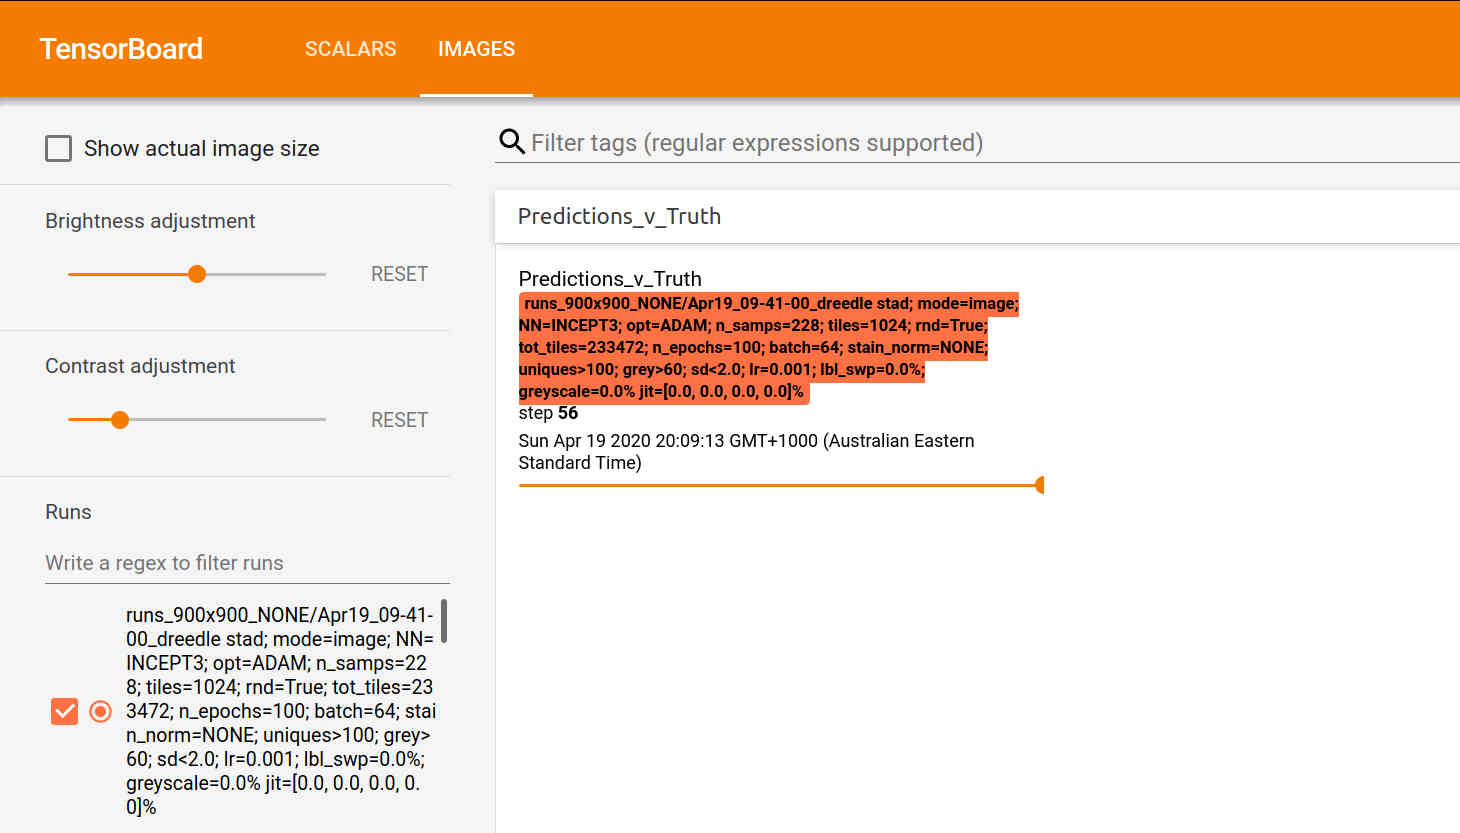 TensorBoard
SCALARS
IMAGES
Show actual image size
Brightness adjustment
RESET
Contrast adjustment
RESET
Runs
Write a regex to filter runs
runs_900x900_NONE/Apr19_09-41-
00_dreedle stad; mode=image; NN=
INCEPT3; opt=ADAM; n_samps=22
8; tiles=1024; rnd=True; tot_tiles=23
3472; n_epochs=100; batch=64; stai
n_norm=NONE; uniques>100; grey>
60; sd<2.0; lr=0.001; lbl_swp=0.0%;
greyscale=0.0% jit=[0.0, 0.0, 0.0, 0.
0]%
Filter tags (regular expressions supported)
Predictions_v_Truth
Predictions_v_Truth
runs_900x900_NONE/Apr19_09-41-00_dreedle stad; mode=image;
NN=INCEPT3; opt=ADAM; n_samps=228; tiles=1024; rnd=True;
tot_tiles=233472; n_epochs=100; batch=64; stain_norm=NONE;
uniques>100; grey>60; sd<2.0; lr=0.001; lbl_swp=0.0%;
greyscale=0.0% jit=[0.0, 0.0, 0.0, 0.0]%
step 56
Sun Apr 19 2020 20:09:13 GMT+1000 (Australian Eastern
Standard Time)